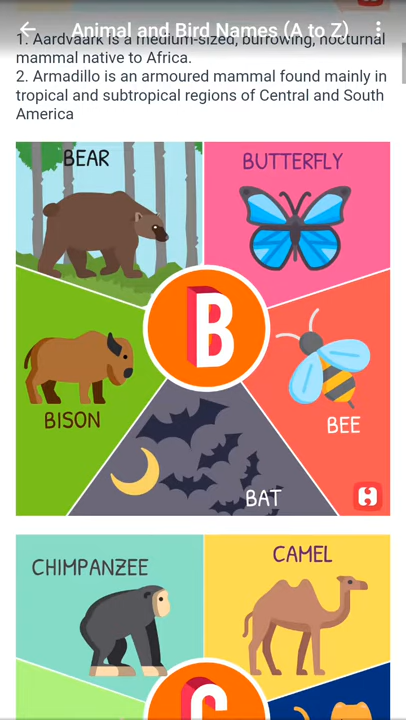 Animal and Bird Names (A to Z)
1. Aardvaark is a medium-sized, burrowing, nocturnal
mammal native to Africa.
2. Armadillo is an armoured mammal found mainly in
tropical and subtropical regions of Central and South
America
BEAR
BUTTERFLY
B
BISON
BEE
BAT
CHIMPANZEE
CAMEL
C